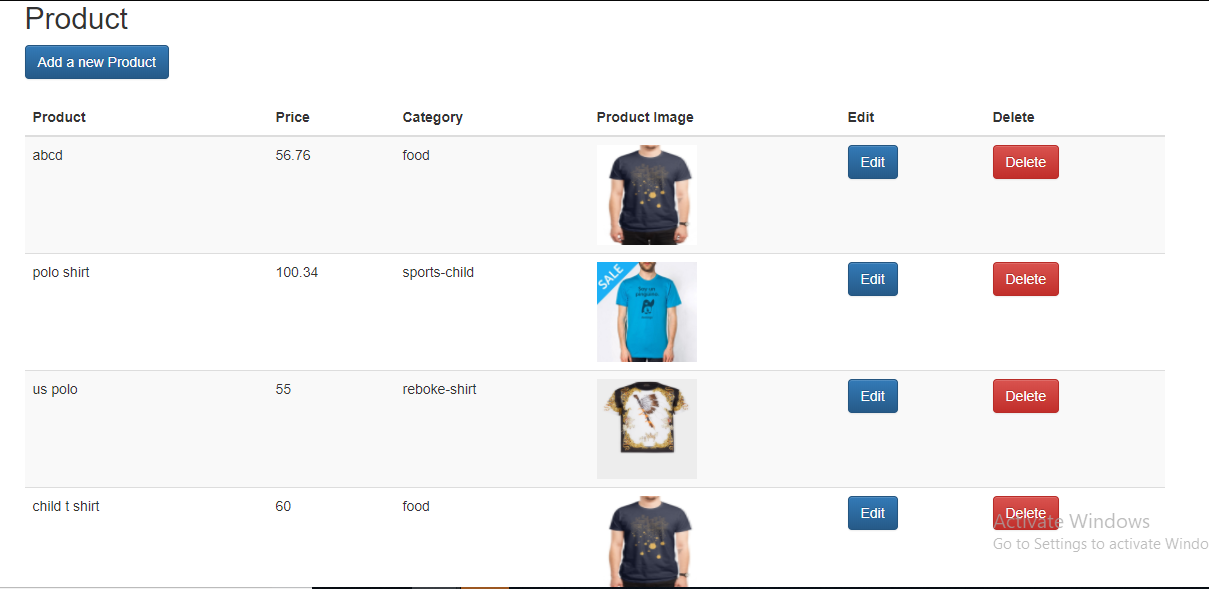 Product
Add a new Product
Product Price Category Product Image Edit Delete
abcd 56.76 food Edit Delete
polo shirt 100.34 sports-child Edit Delete
SALE
us polo 55 reboke-shirt Edit Delete
child t shirt 60 food Edit Delete
Activate Windows
Go to Settings to activate Windo